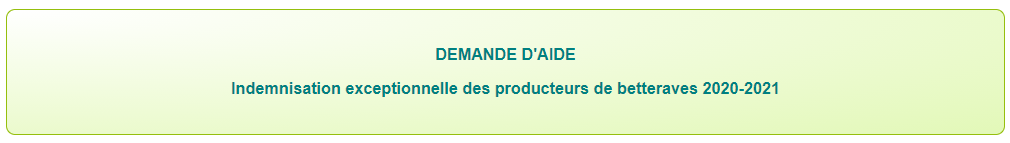 DEMANDE D'AIDE
Indemnisation exceptionnelle des producteurs de betteraves 2020-2021